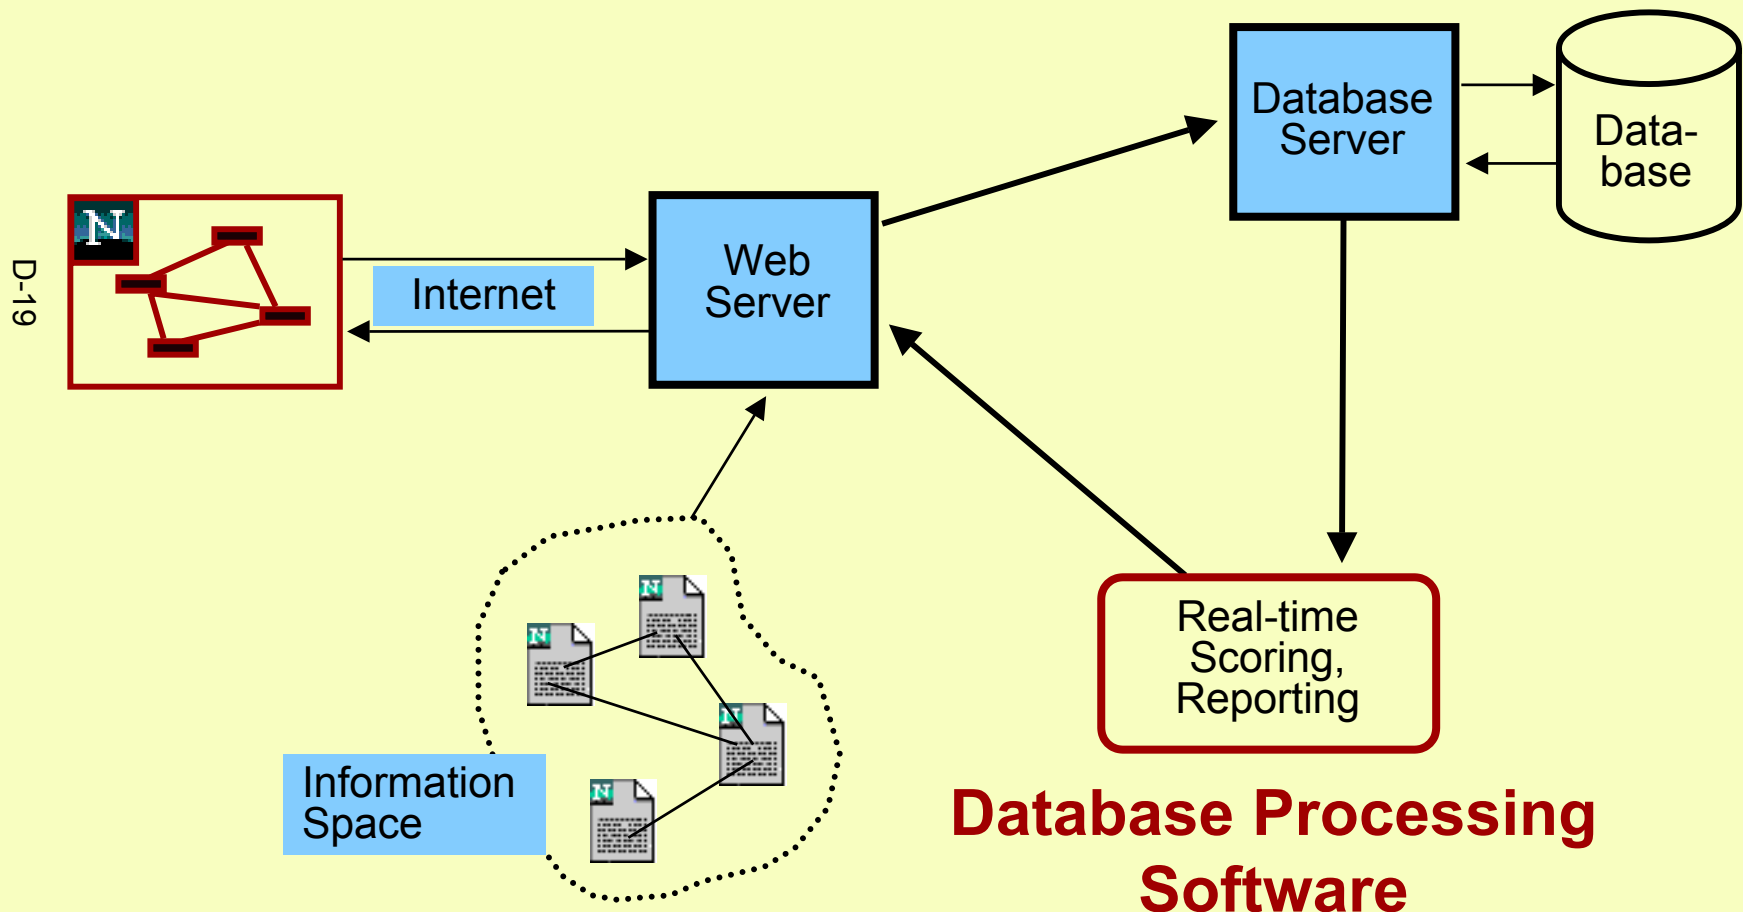 Database
Server
Data-
base
N
D-19
Internet
Web
Server
N
N
N
N
Real-time
Scoring,
Reporting
Information
Space
Database Processing
Software